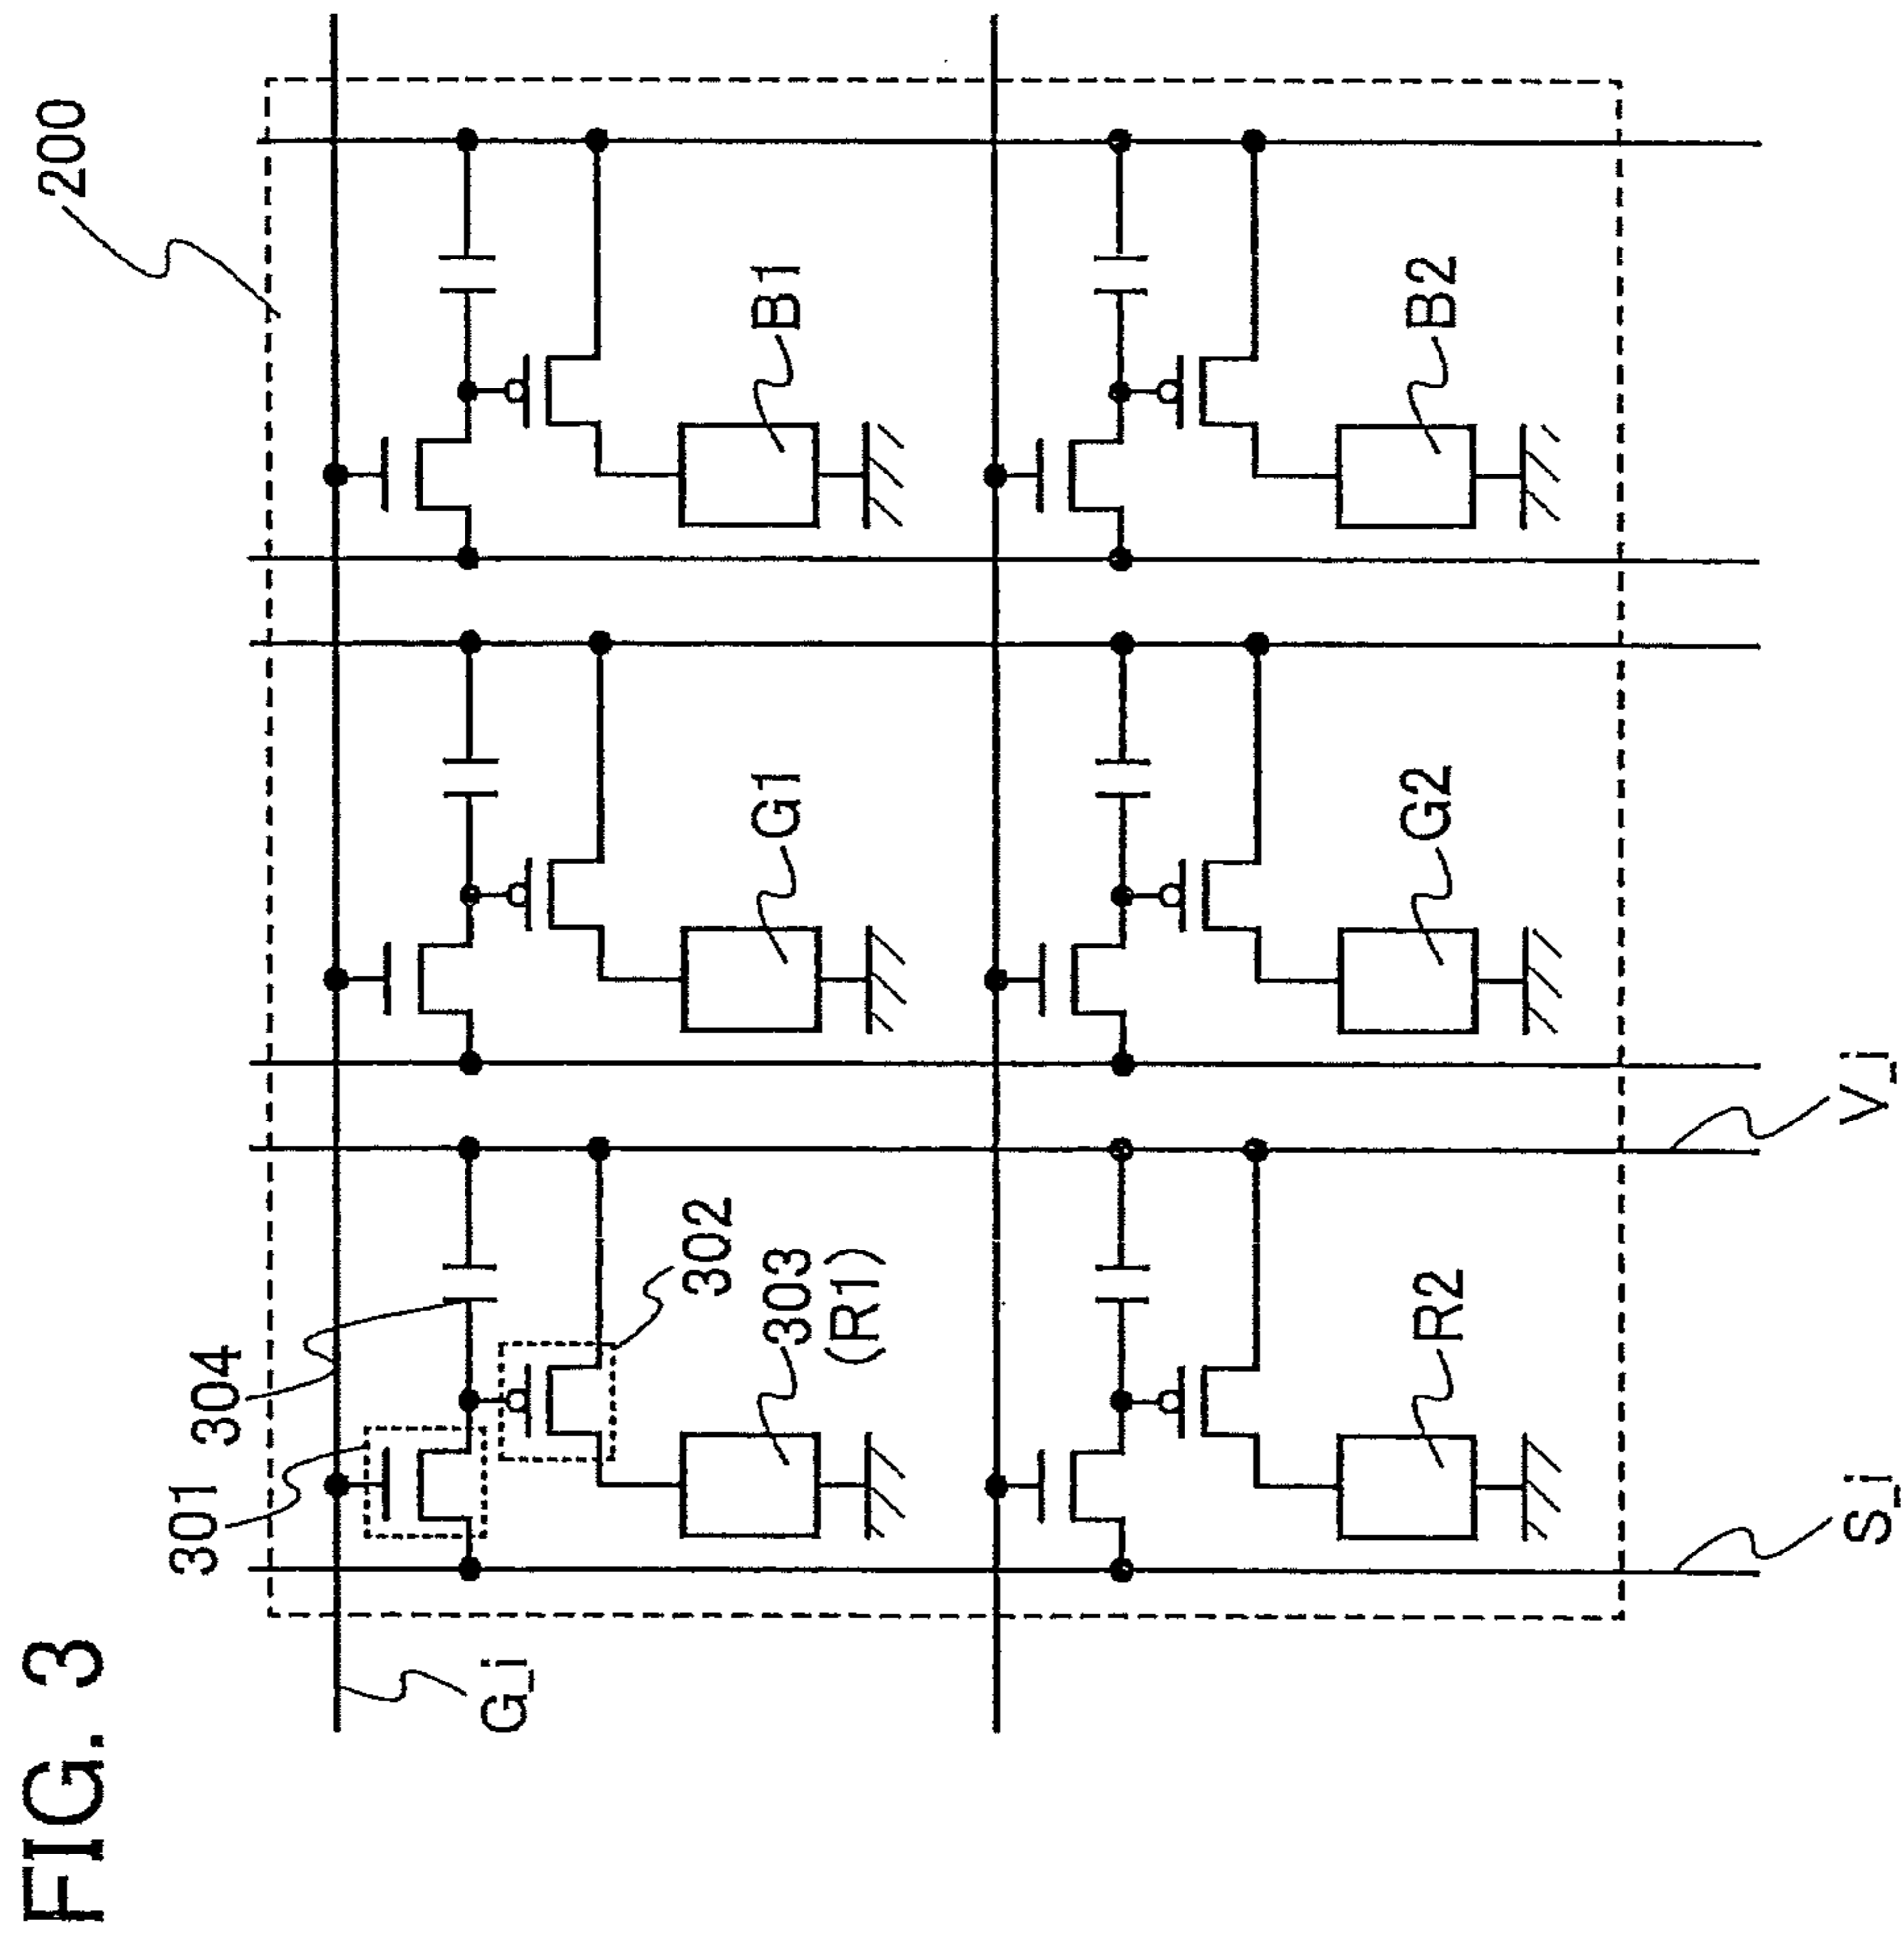 FIG. 3
200
301
304
G_i
302
303
(R1)
G1
B1
R2
G2
B2
S_i
V_i